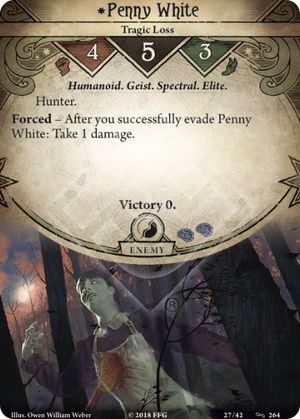 *Penny White
Tragic Loss
4 5 3
Humanoid. Geist. Spectral. Elite.
Hunter.
Forced – After you successfully evade Penny
White: Take 1 damage.
Victory 0.
ENEMY
Illus. Owen William Weber © 2018 FFG 27/42 264